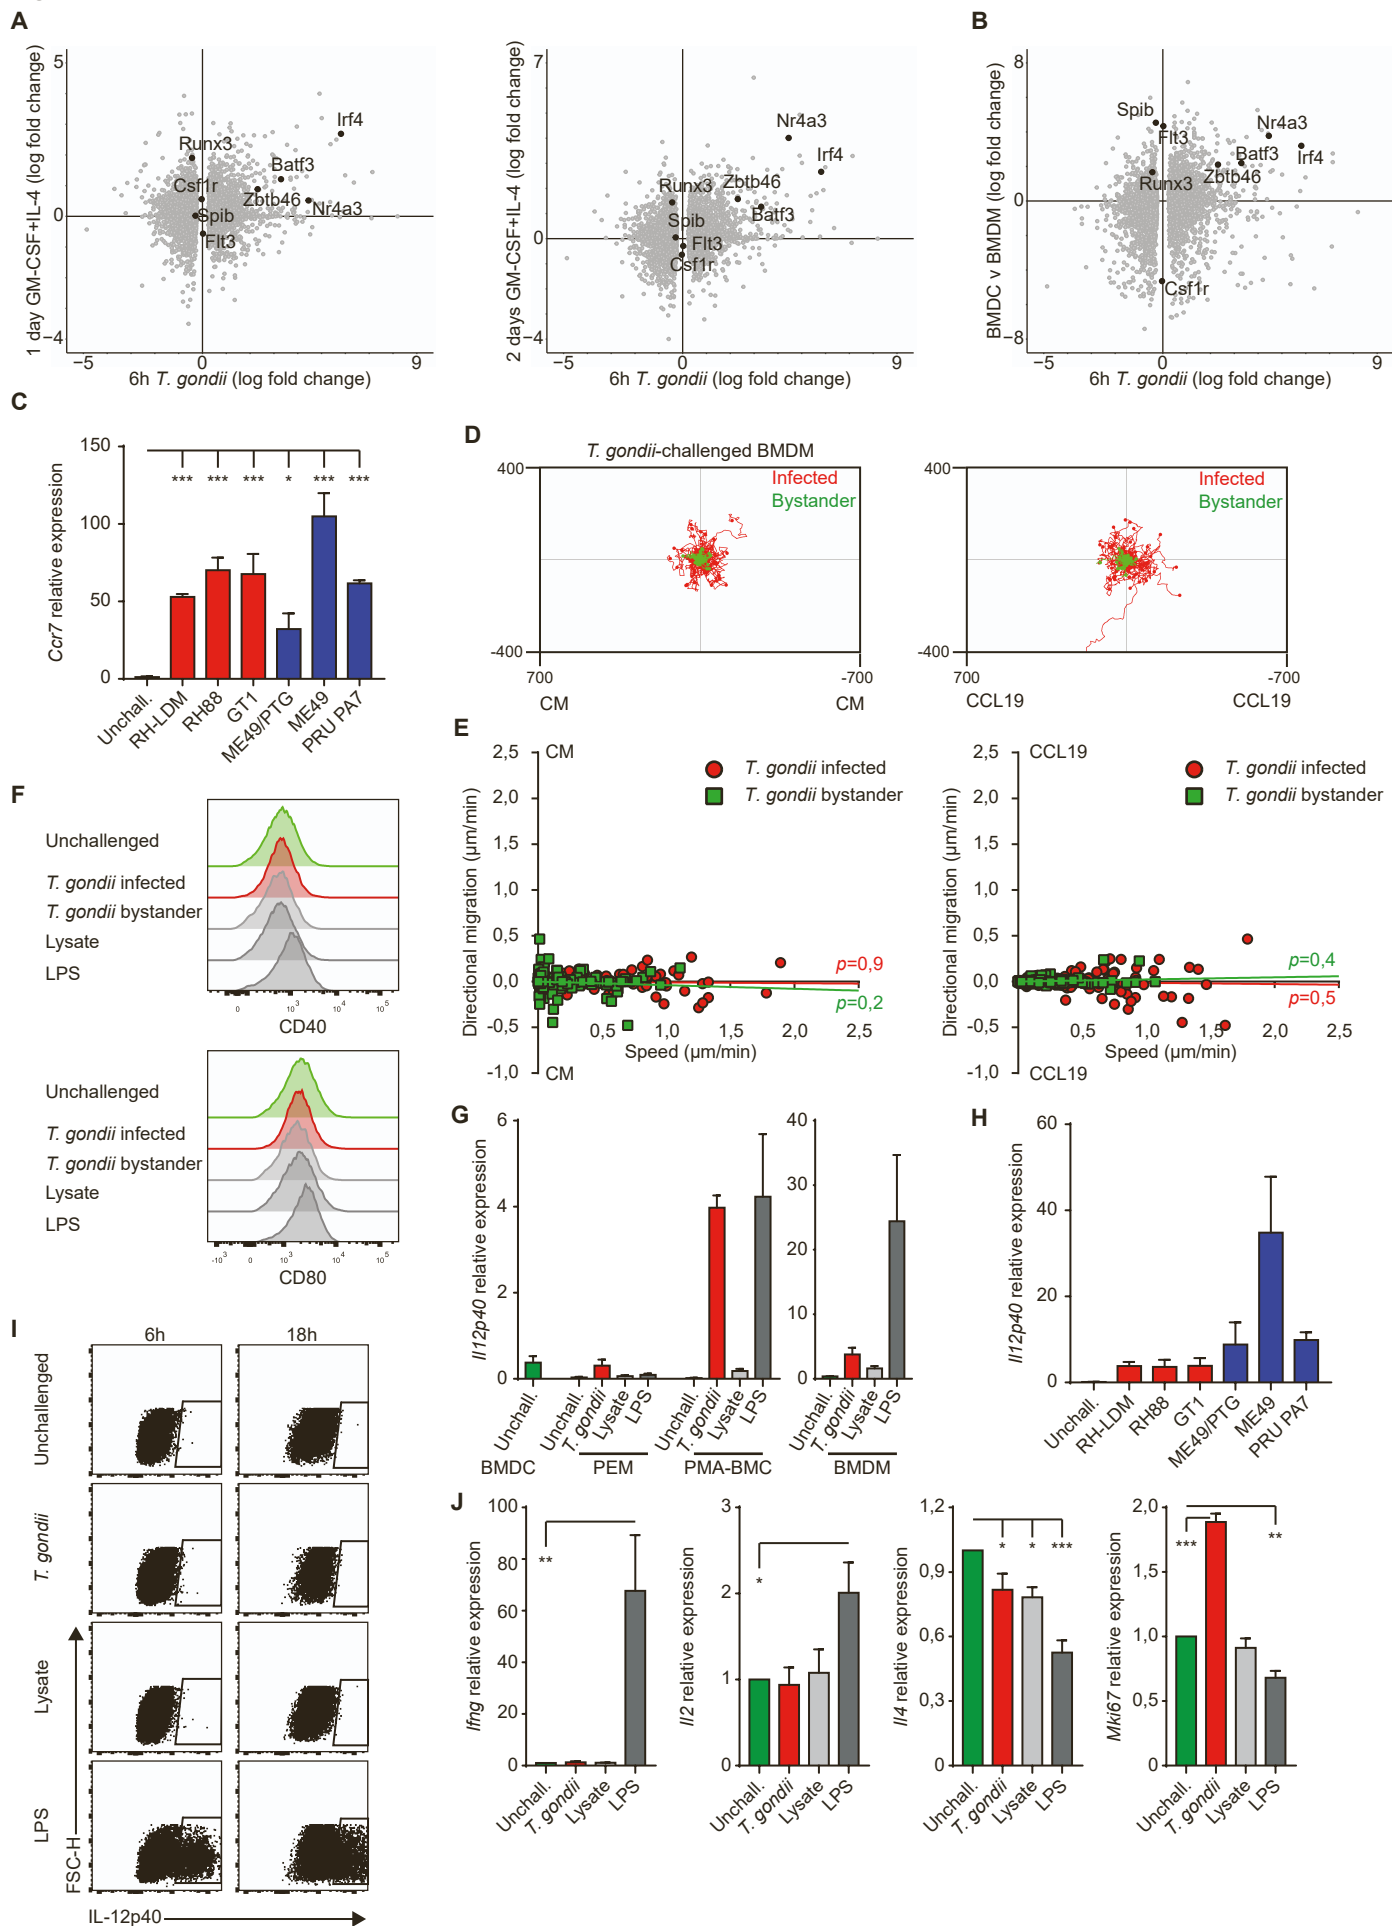 A
5
1 day GM-CSF+IL-4 (log fold change)
0
−4
−5
0
9
6h T. gondii (log fold change)
Irf4
Runx3
Batf3
Csf1r
Zbtb46
Nr4a3
Spib
Flt3
7
2 days GM-CSF+IL-4 (log fold change)
0
−4
−5
0
9
6h T. gondii (log fold change)
Nr4a3
Irf4
Runx3
Zbtb46
Spib
Batf3
Flt3
Csf1r
B
8
BMDC v BMDM (log fold change)
0
−8
−5
0
9
6h T. gondii (log fold change)
Spib
Flt3
Nr4a3
Batf3
Irf4
Runx3
Zbtb46
Csf1r
C
150
100
50
0
Ccr7 relative expression
*** *** *** * *** ***
Unchall.
RH-LDM
RH88
GT1
ME49/PTG
ME49
PRU PA7
D
T. gondii-challenged BMDM
400
Infected
Bystander
-400
700
-700
CM
CM
400
Infected
Bystander
-400
700
-700
CCL19
CCL19
E
2,5
2,0
1,5
1,0
0,5
0,0
-0,5
-1,0
Directional migration (µm/min)
CM
T. gondii infected
T. gondii bystander
p=0,9
p=0,2
0,5 1,0 1,5 2,0 2,5
Speed (µm/min)
CM
2,5
2,0
1,5
1,0
0,5
0,0
-0,5
-1,0
Directional migration (µm/min)
CCL19
T. gondii infected
T. gondii bystander
p=0,4
p=0,5
0,5 1,0 1,5 2,0 2,5
Speed (µm/min)
CCL19
F
Unchallenged
T. gondii infected
T. gondii bystander
Lysate
LPS
0 10 3 10 4 10 5
CD40
Unchallenged
T. gondii infected
T. gondii bystander
Lysate
LPS
-10 3 0 10 3 10 4 10 5
CD80
G
6
4
2
0
Il12p40 relative expression
Unchall.
Unchall.
T. gondii
Lysate
LPS
Unchall.
T. gondii
Lysate
LPS
40
30
20
10
0
Unchall.
T. gondii
Lysate
LPS
BMDC
PEM
PMA-BMC
BMDM
H
60
40
20
0
Il12p40 relative expression
Unchall.
RH-LDM
RH88
GT1
ME49/PTG
ME49
PRU PA7
I
6h
18h
Unchallenged
T. gondii
Lysate
LPS
FSC-H
IL-12p40
J
100
80
60
40
20
0
Ifng relative expression
**
Unchall.
T. gondii
Lysate
LPS
3
2
1
0
Il2 relative expression
*
Unchall.
T. gondii
Lysate
LPS
1,2
0,9
0,6
0,3
0
Il4 relative expression
* * ***
Unchall.
T. gondii
Lysate
LPS
2,0
1,5
1,0
0,5
0
Mki67 relative expression
*** **
Unchall.
T. gondii
Lysate
LPS